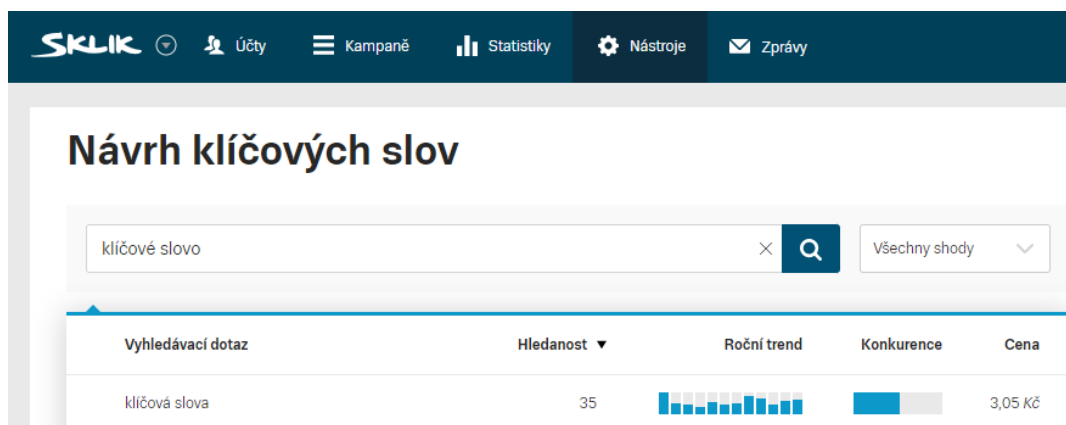 SKLIK Účty Kampaně Statistiky Nástroje Zprávy
Návrh klíčových slov
klíčové slovo Všechny shody
Vyhledávací dotaz Hledanost ▼ Roční trend Konkurence Cena
klíčová slova 35 3,05 Kč